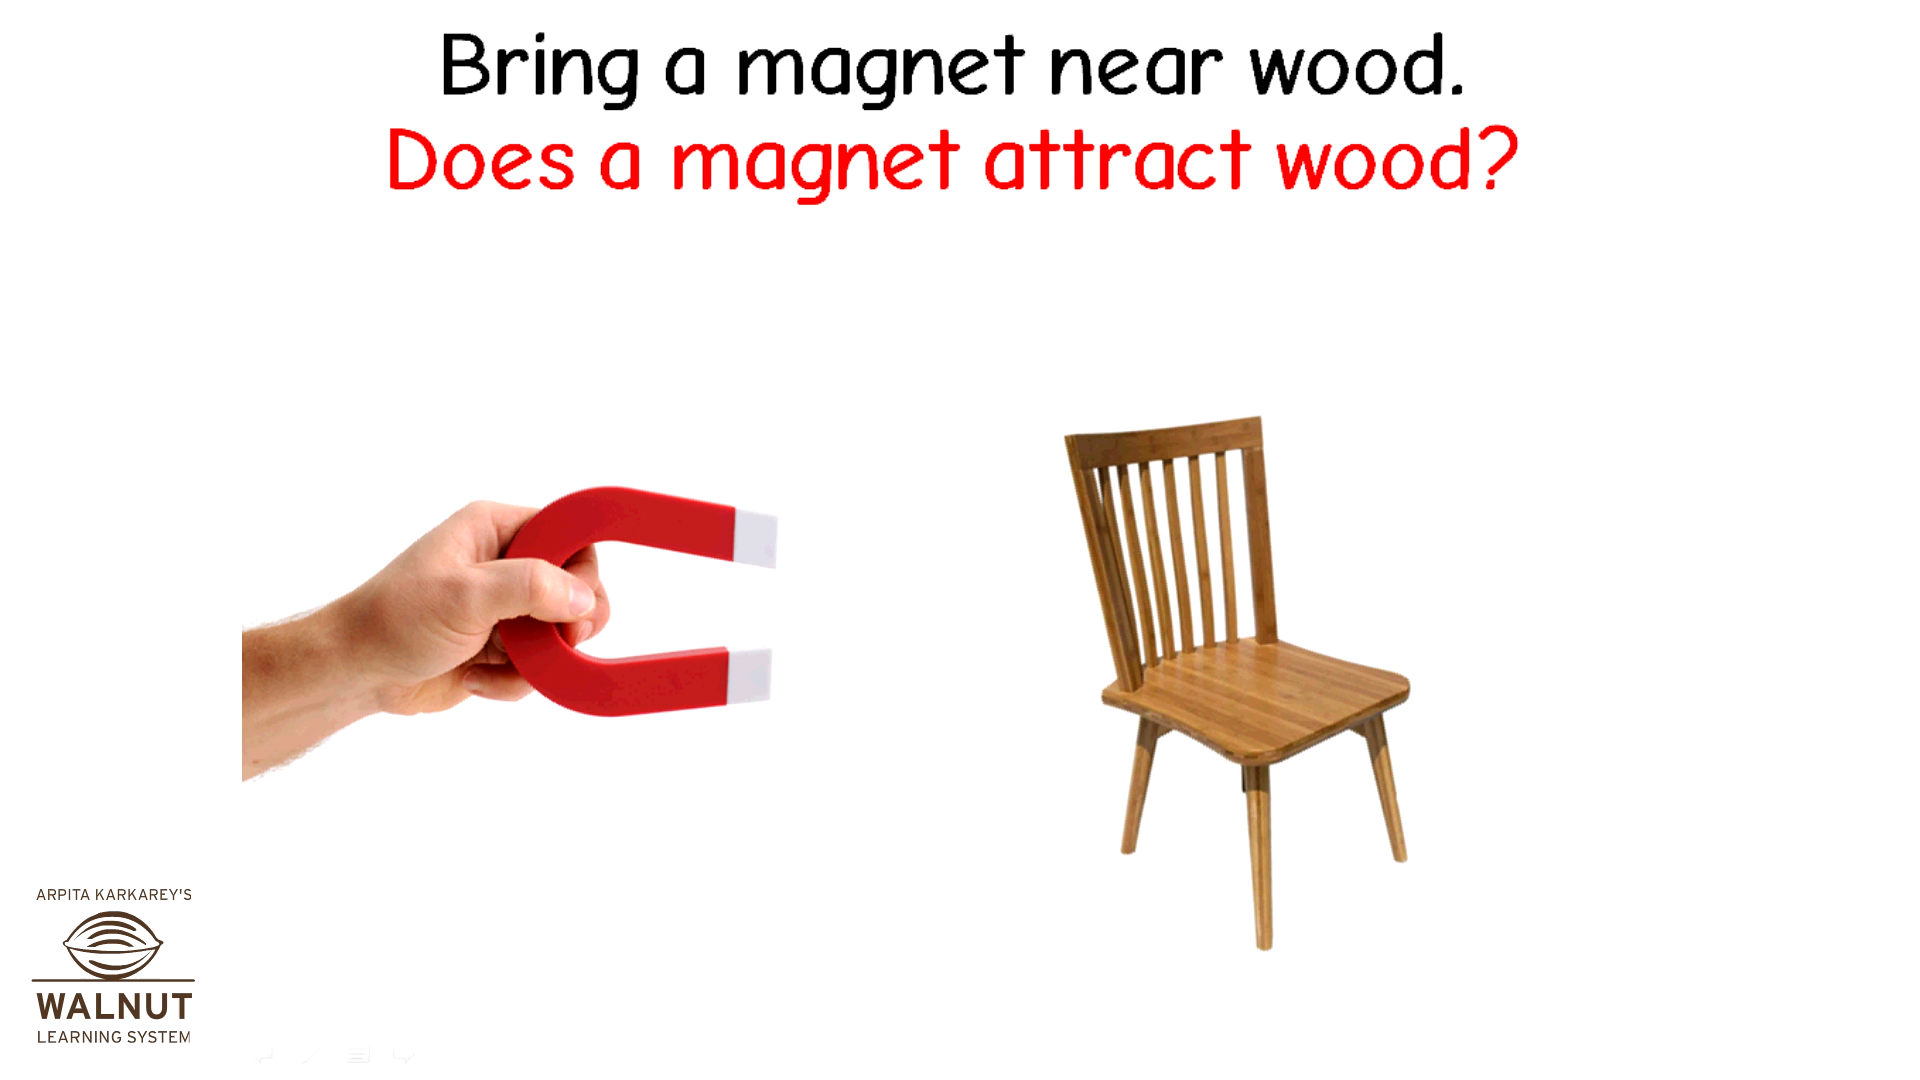 Bring a magnet near wood.
Does a magnet attract wood?
ARPITA KARKAREY'S
WALNUT
LEARNING SYSTEM